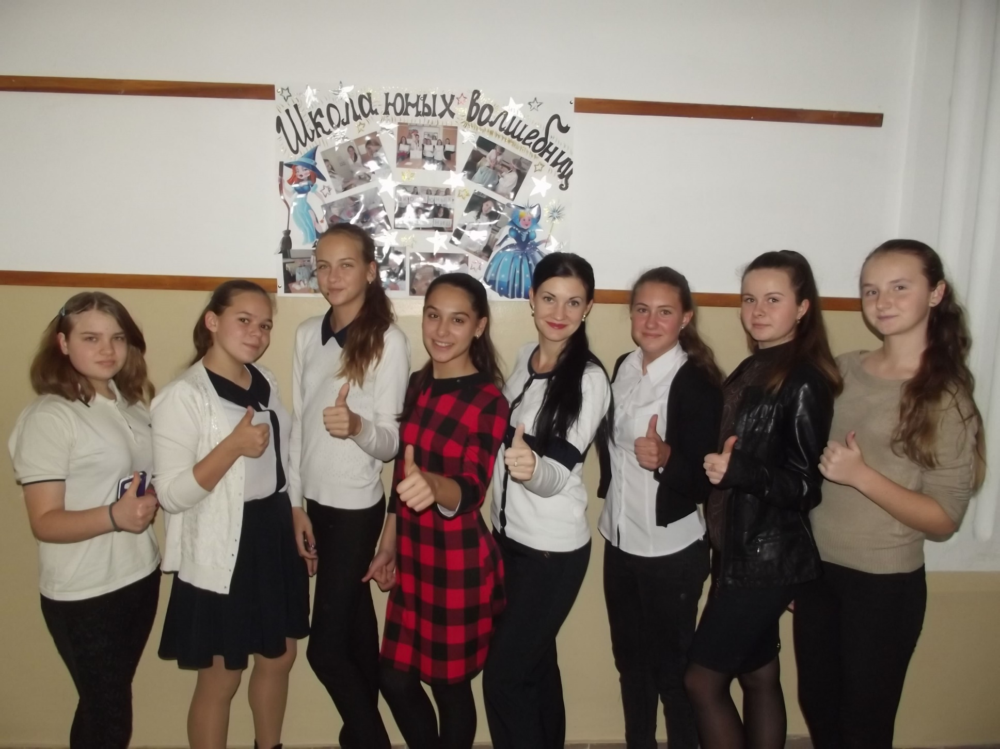 Школа юных волшебниц